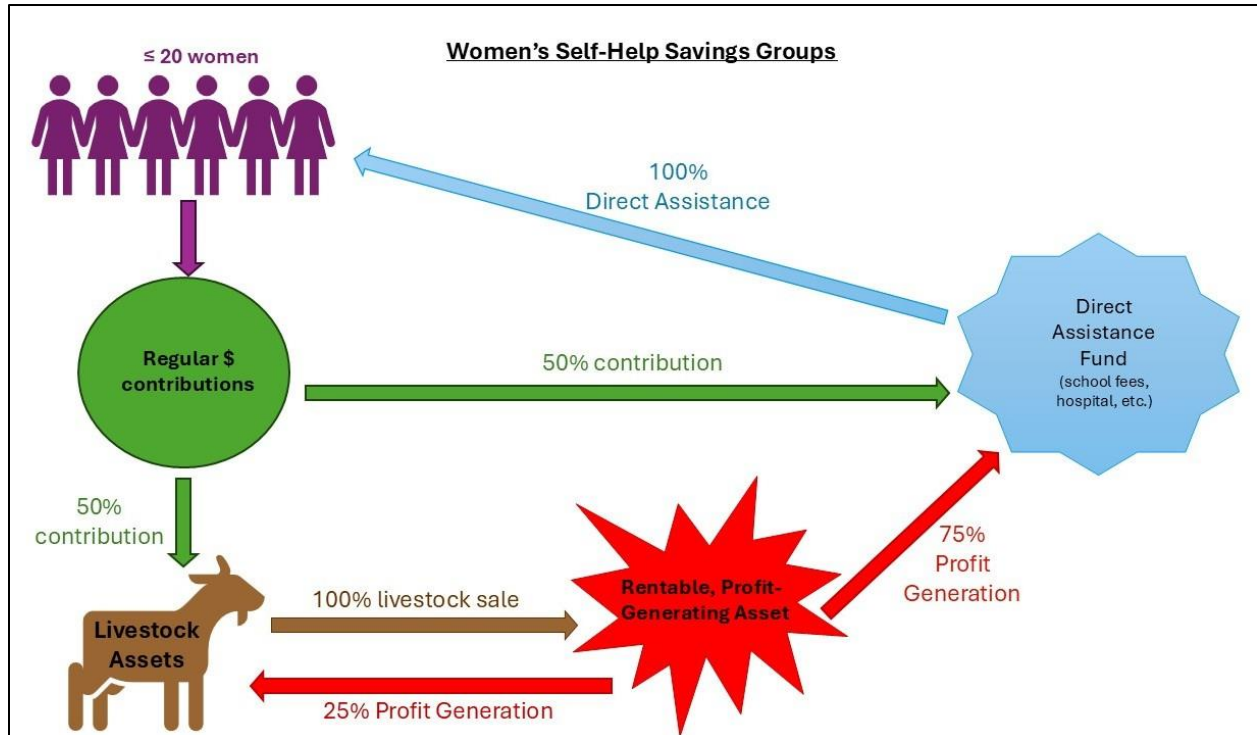 Women's Self-Help Savings Groups
≤ 20 women
100%
Direct Assistance
Regular $
contributions
50% contribution
Direct
Assistance
Fund
(school fees,
hospital, etc.)
50%
contribution
75%
Profit
Generation
Rentable, Profit-
Generating Asset
100% livestock sale
Livestock
Assets
25% Profit Generation